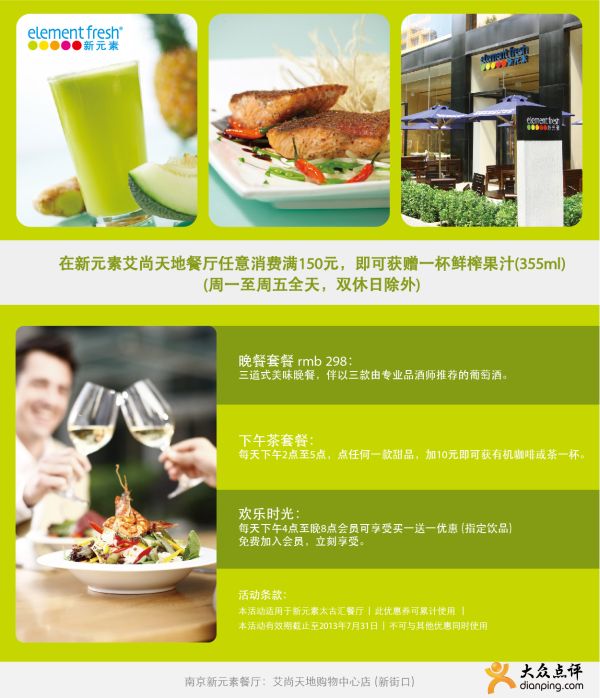 element fresh®
新元素
element fresh
新元素
element fresh
新元素
在新元素艾尚天地餐厅任意消费满150元，即可获赠一杯鲜榨果汁(355ml)
(周一至周五全天，双休日除外)
晚餐套餐 rmb 298：
三道式美味晚餐，伴以三款由专业品酒师推荐的葡萄酒。
下午茶套餐：
每天下午2点至5点，点任何一款甜品，加10元即可获有机咖啡或茶一杯。
欢乐时光：
每天下午4点至晚8点会员可享受买一送一优惠 (指定饮品)
免费加入会员，立刻享受。
活动条款：
本活动适用于新元素太古汇餐厅 | 此优惠券可累计使用 |
本活动有效期截止至2013年7月31日 | 不可与其他优惠同时使用
南京新元素餐厅：艾尚天地购物中心店 (新街口)
大众点评
dianping.com